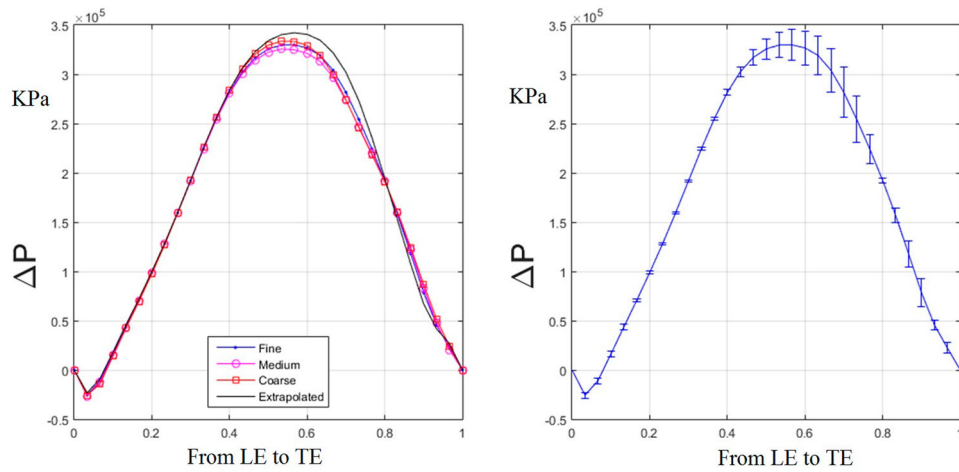 ×10⁵
3.5
3
2.5
2
1.5
1
0.5
0
-0.5
KPa
ΔP
Fine
Medium
Coarse
Extrapolated
0 0.2 0.4 0.6 0.8 1
From LE to TE
×10⁵
3.5
3
2.5
2
1.5
1
0.5
0
-0.5
KPa
ΔP
0 0.2 0.4 0.6 0.8 1
From LE to TE